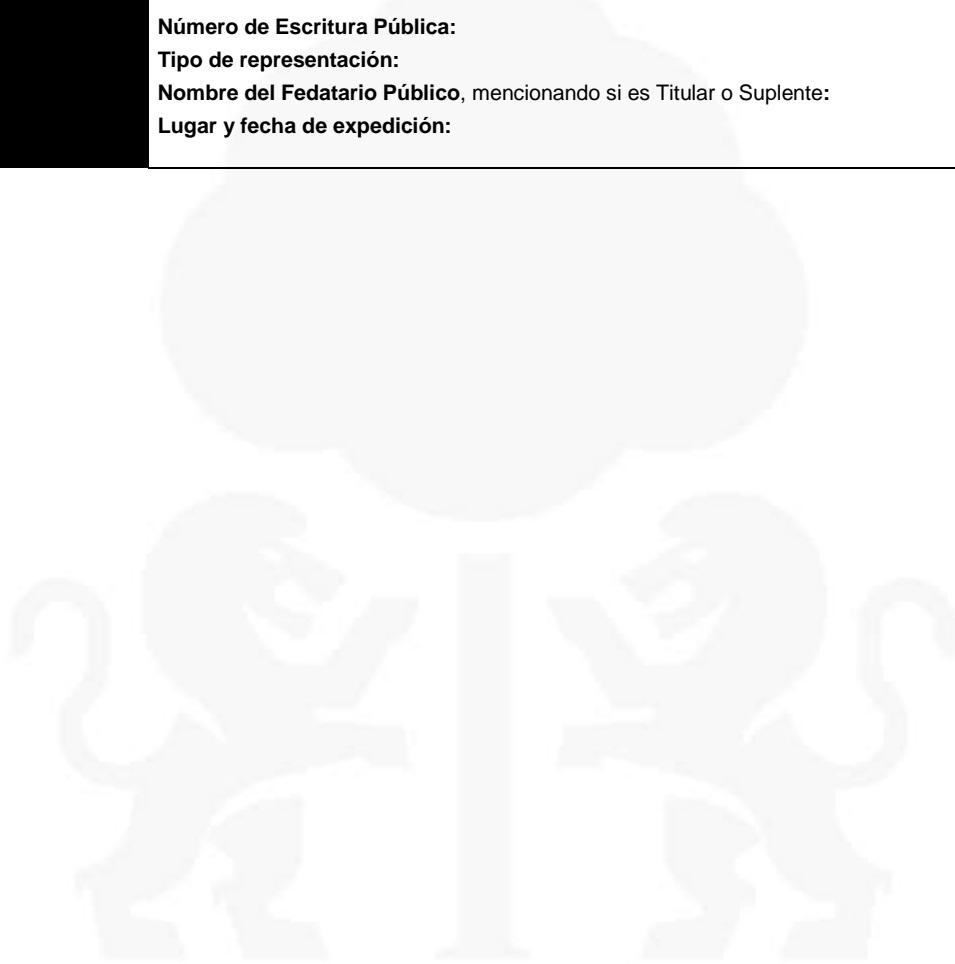 Número de Escritura Pública:
Tipo de representación:
Nombre del Fedatario Público, mencionando si es Titular o Suplente:
Lugar y fecha de expedición: